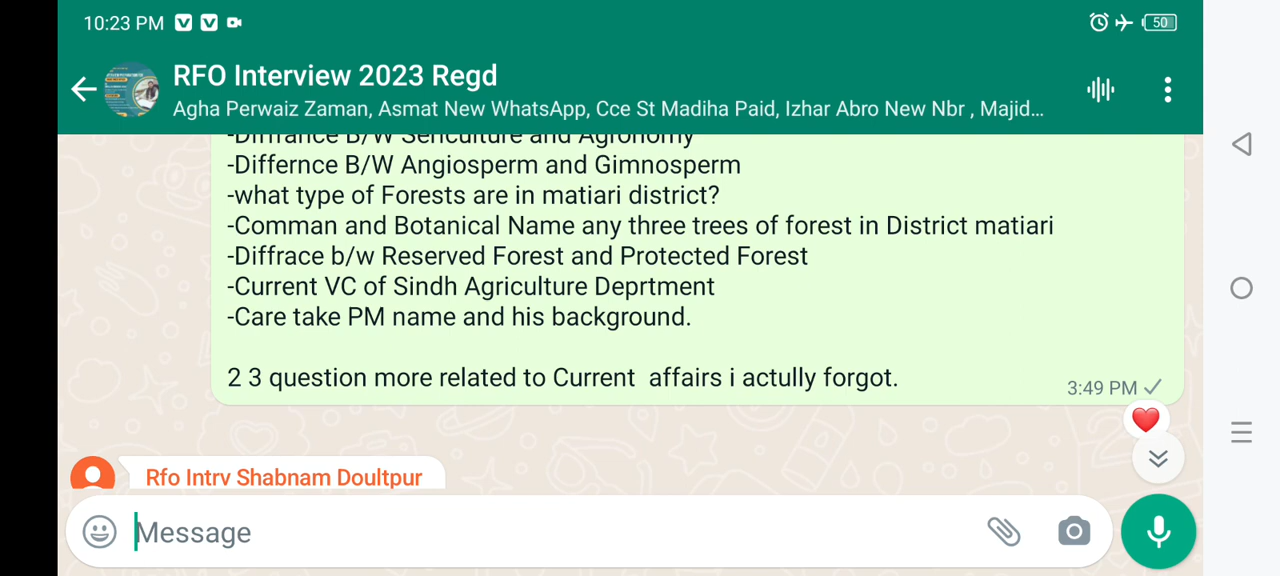 10:23 PM
50
RFO Interview 2023 Regd
Agha Perwaiz Zaman, Asmat New WhatsApp, Cce St Madiha Paid, Izhar Abro New Nbr , Majid...
-Diffrance B/W Sericulture and Agronomy
-Differnce B/W Angiosperm and Gimnosperm
-what type of Forests are in matiari district?
-Comman and Botanical Name any three trees of forest in District matiari
-Diffrace b/w Reserved Forest and Protected Forest
-Current VC of Sindh Agriculture Deprtment
-Care take PM name and his background.
2 3 question more related to Current affairs i actully forgot.
3:49 PM
Rfo Intrv Shabnam Doultpur
Message